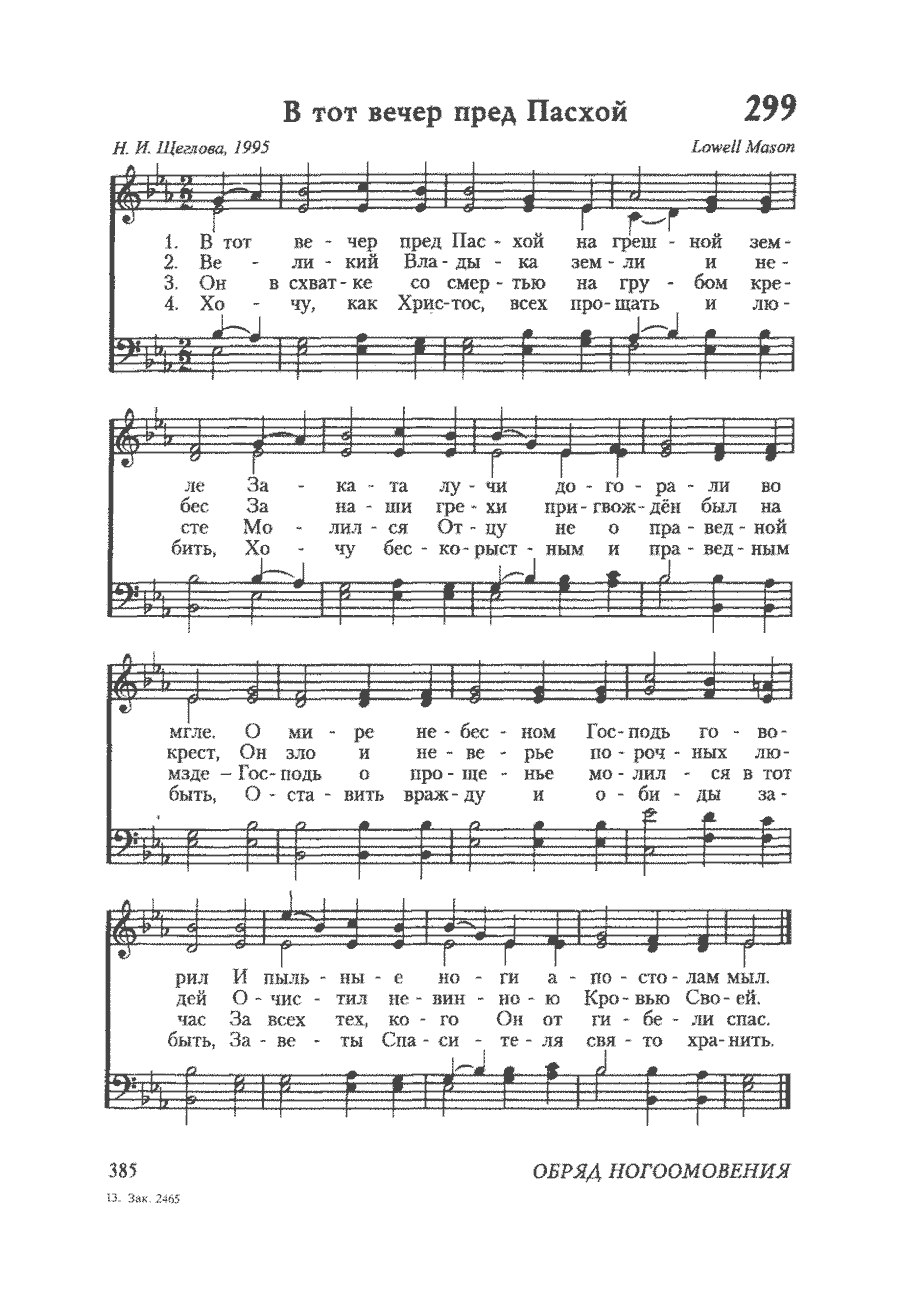 В тот вечер пред Пасхой 299
Н. И. Щеглова, 1995 Lowell Mason
1. В тот ве - чер пред Пас - хой на греш - ной зем -
2. Ве - ли - кий Вла - ды - ка зем - ли и не -
3. Он в схват - ке со смер - тью на гру - бом кре -
4. Хо - чу, как Хрис - тос, всех про - щать и лю -
ле За - ка - та лу - чи до - го - ра - ли во
бес За на - ши гре - хи при - гвож - дён был на
сте Мо - лил - ся От - цу не о пра - вед - ной
бить, Хо - чу бес - ко - рыст - ным и пра - вед - ным
мгле. О ми - ре не - бес - ном Гос - подь го - во -
крест, Он зло и не - ве - рье по - роч - ных лю -
мзде – Гос - подь о про - ще - нье мо - лил - ся в тот
быть, О - ста - вить враж - ду и о - би - ды за -
рил И пыль - ны - е но - ги а - по - сто - лам мыл.
дей О - чис - тил не - вин - но - ю Кро - вью Сво - ей.
час За всех тех, ко - го Он от ги - бе - ли спас.
быть, За - ве - ты Спа - си - те - ля свя - то хра - нить.
385 ОБРЯД НОГООМОВЕНИЯ
13. Зак. 2465